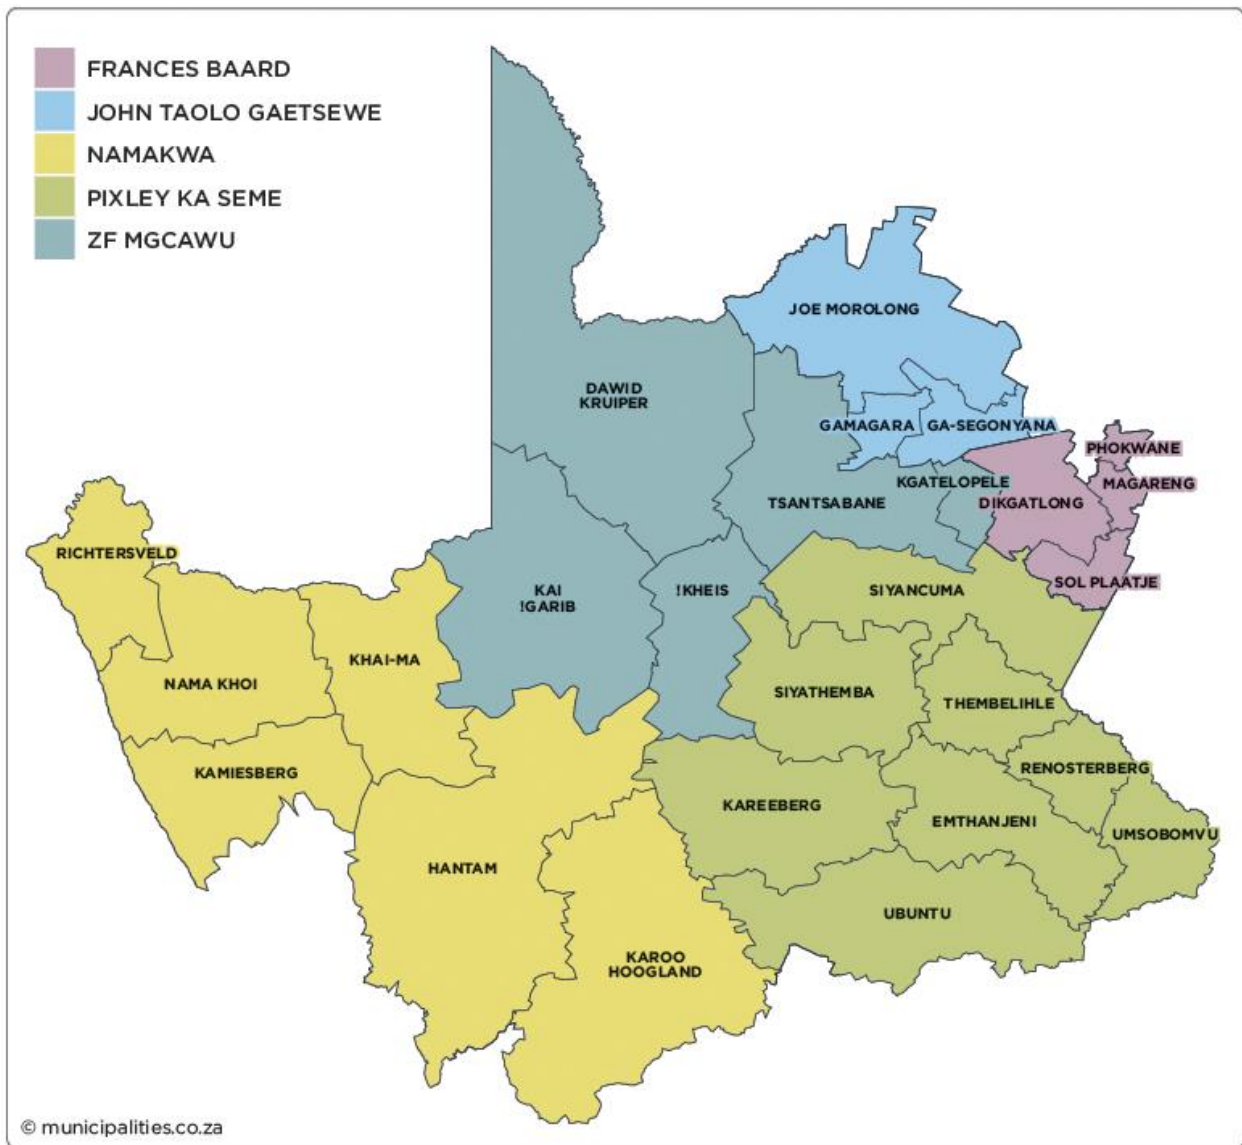 FRANCES BAARD
JOHN TAOLO GAETSEWE
NAMAKWA
PIXLEY KA SEME
ZF MGCAWU
JOE MOROLONG
DAWID
KRUIPER
GAMAGARA
GA-SEGONYANA
PHOKWANE
KGATELOPELE
MAGARENG
TSANTSABANE
DIKGATLONG
RICHTERSVELD
SOL PLAATJE
KAI
!GARIB
!KHEIS
SIYANCUMA
KHAI-MA
NAMA KHOI
SIYATHEMBA
THEMBELIHLE
KAMIESBERG
RENOSTERBERG
KAREEBERG
EMTHANJENI
UMSOBOMVU
HANTAM
UBUNTU
KAROO
HOOGLAND
© municipalities.co.za